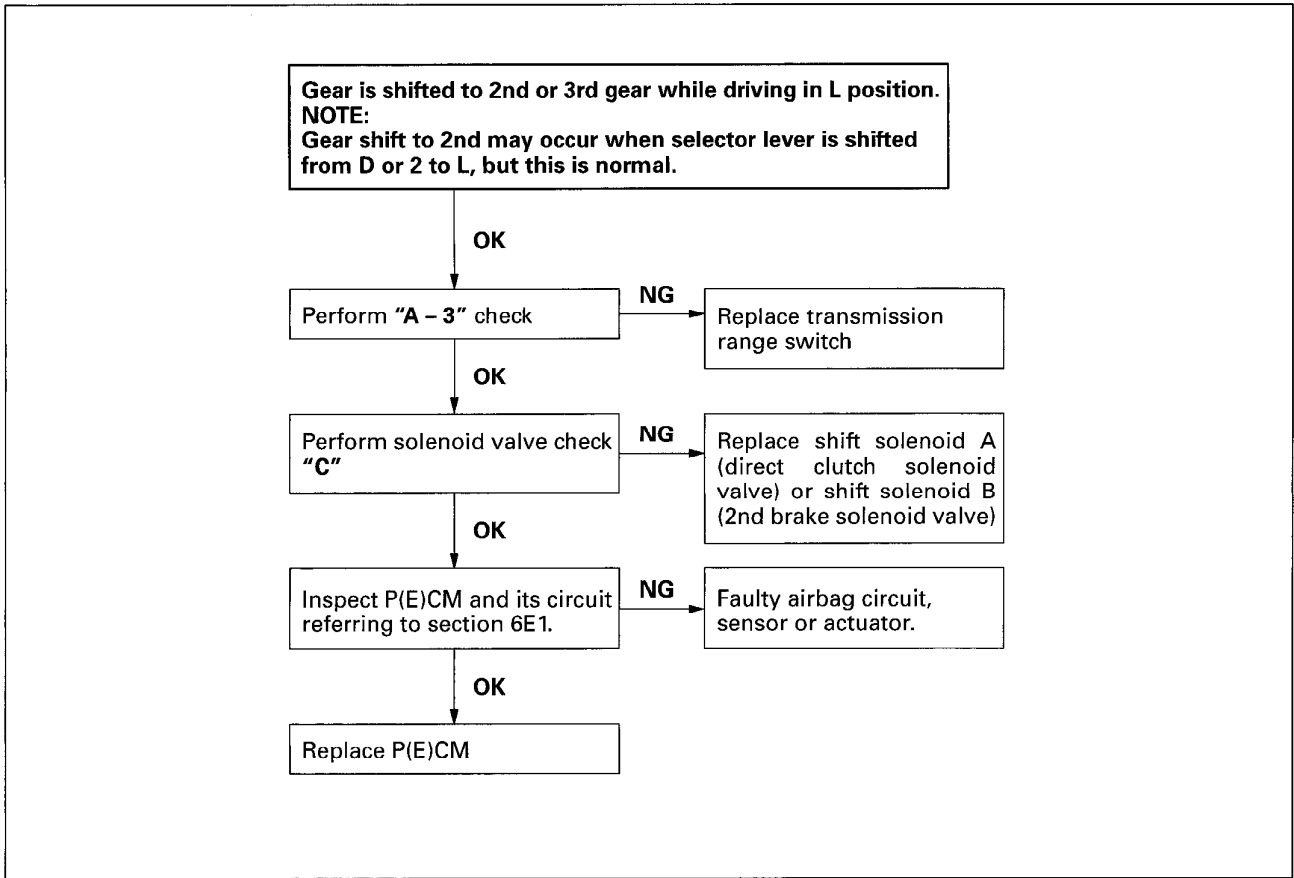 Gear is shifted to 2nd or 3rd gear while driving in L position.
NOTE:
Gear shift to 2nd may occur when selector lever is shifted
from D or 2 to L, but this is normal.
OK
Perform "A – 3" check
NG
Replace transmission
range switch
OK
Perform solenoid valve check
"C"
NG
Replace shift solenoid A
(direct clutch solenoid
valve) or shift solenoid B
(2nd brake solenoid valve)
OK
Inspect P(E)CM and its circuit
referring to section 6E1.
NG
Faulty airbag circuit,
sensor or actuator.
OK
Replace P(E)CM